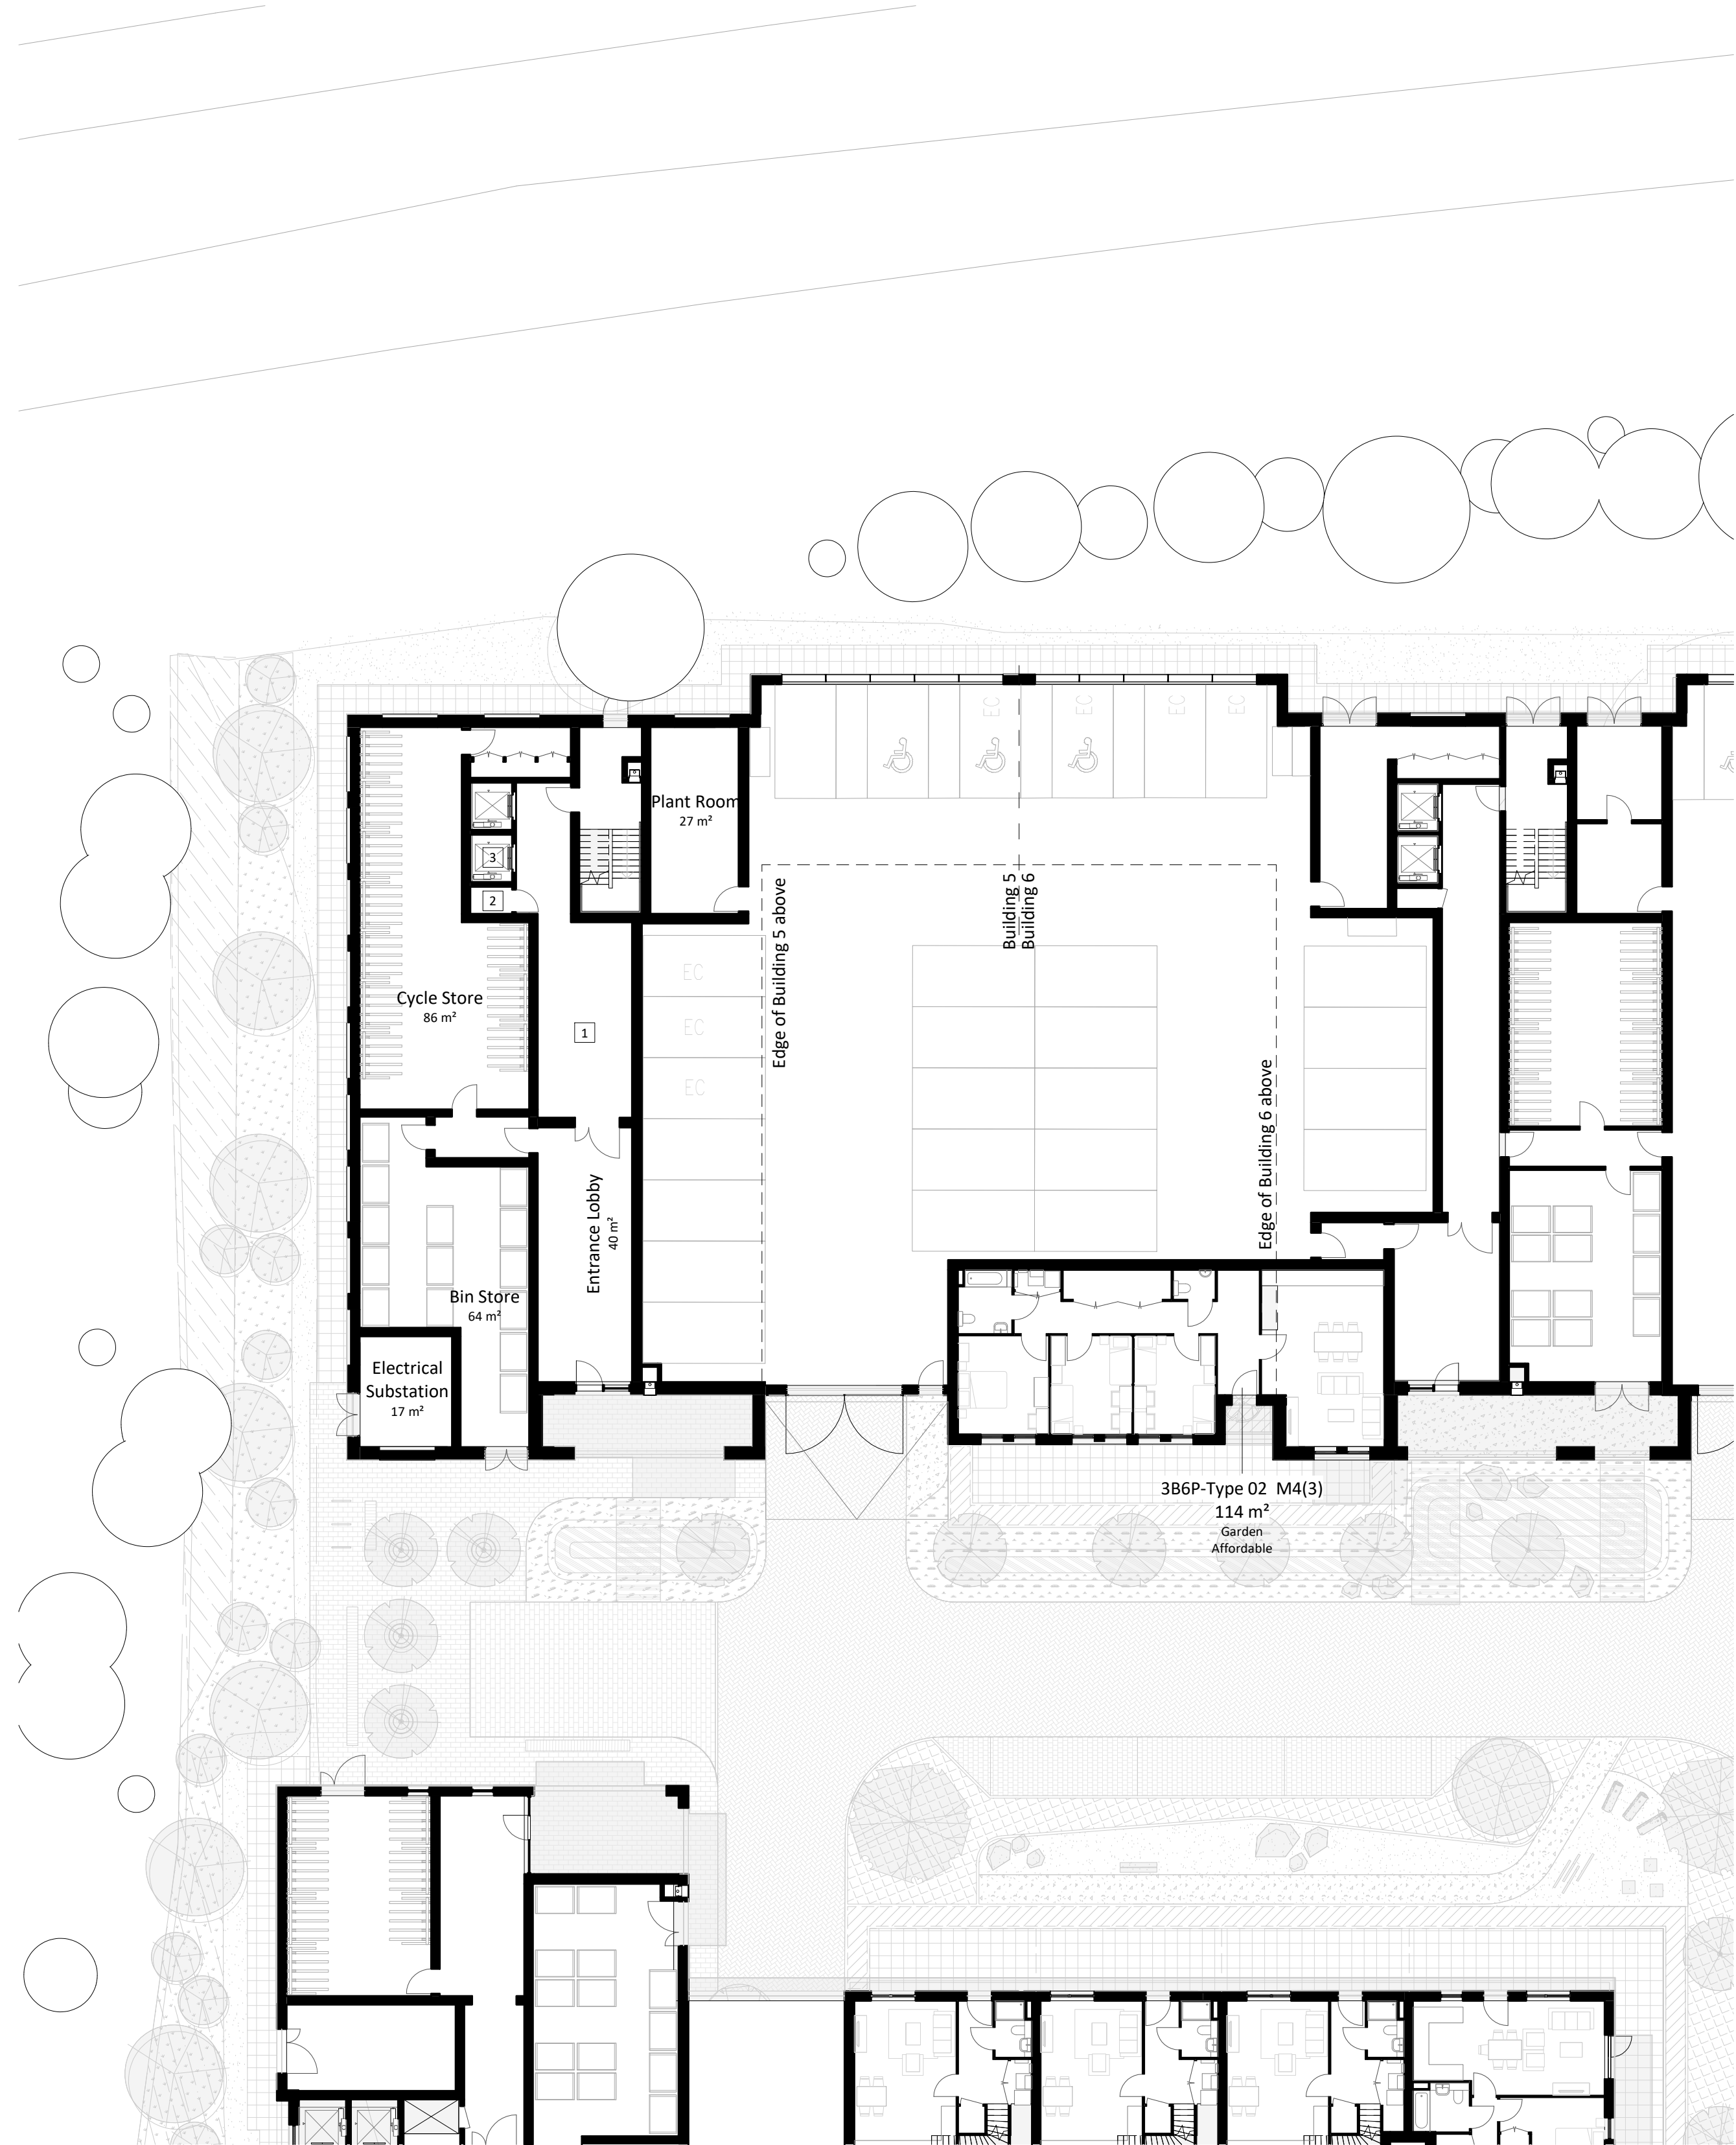 EC
EC
EC
EC
3
Plant Room
27 m²
2
Building 5
Building 6
Edge of Building 5 above
EC
Cycle Store
86 m²
1
EC
EC
Edge of Building 6 above
Entrance Lobby
40 m²
Bin Store
64 m²
Electrical
Substation
17 m²
3B6P-Type 02 M4(3)
114 m²
Garden
Affordable